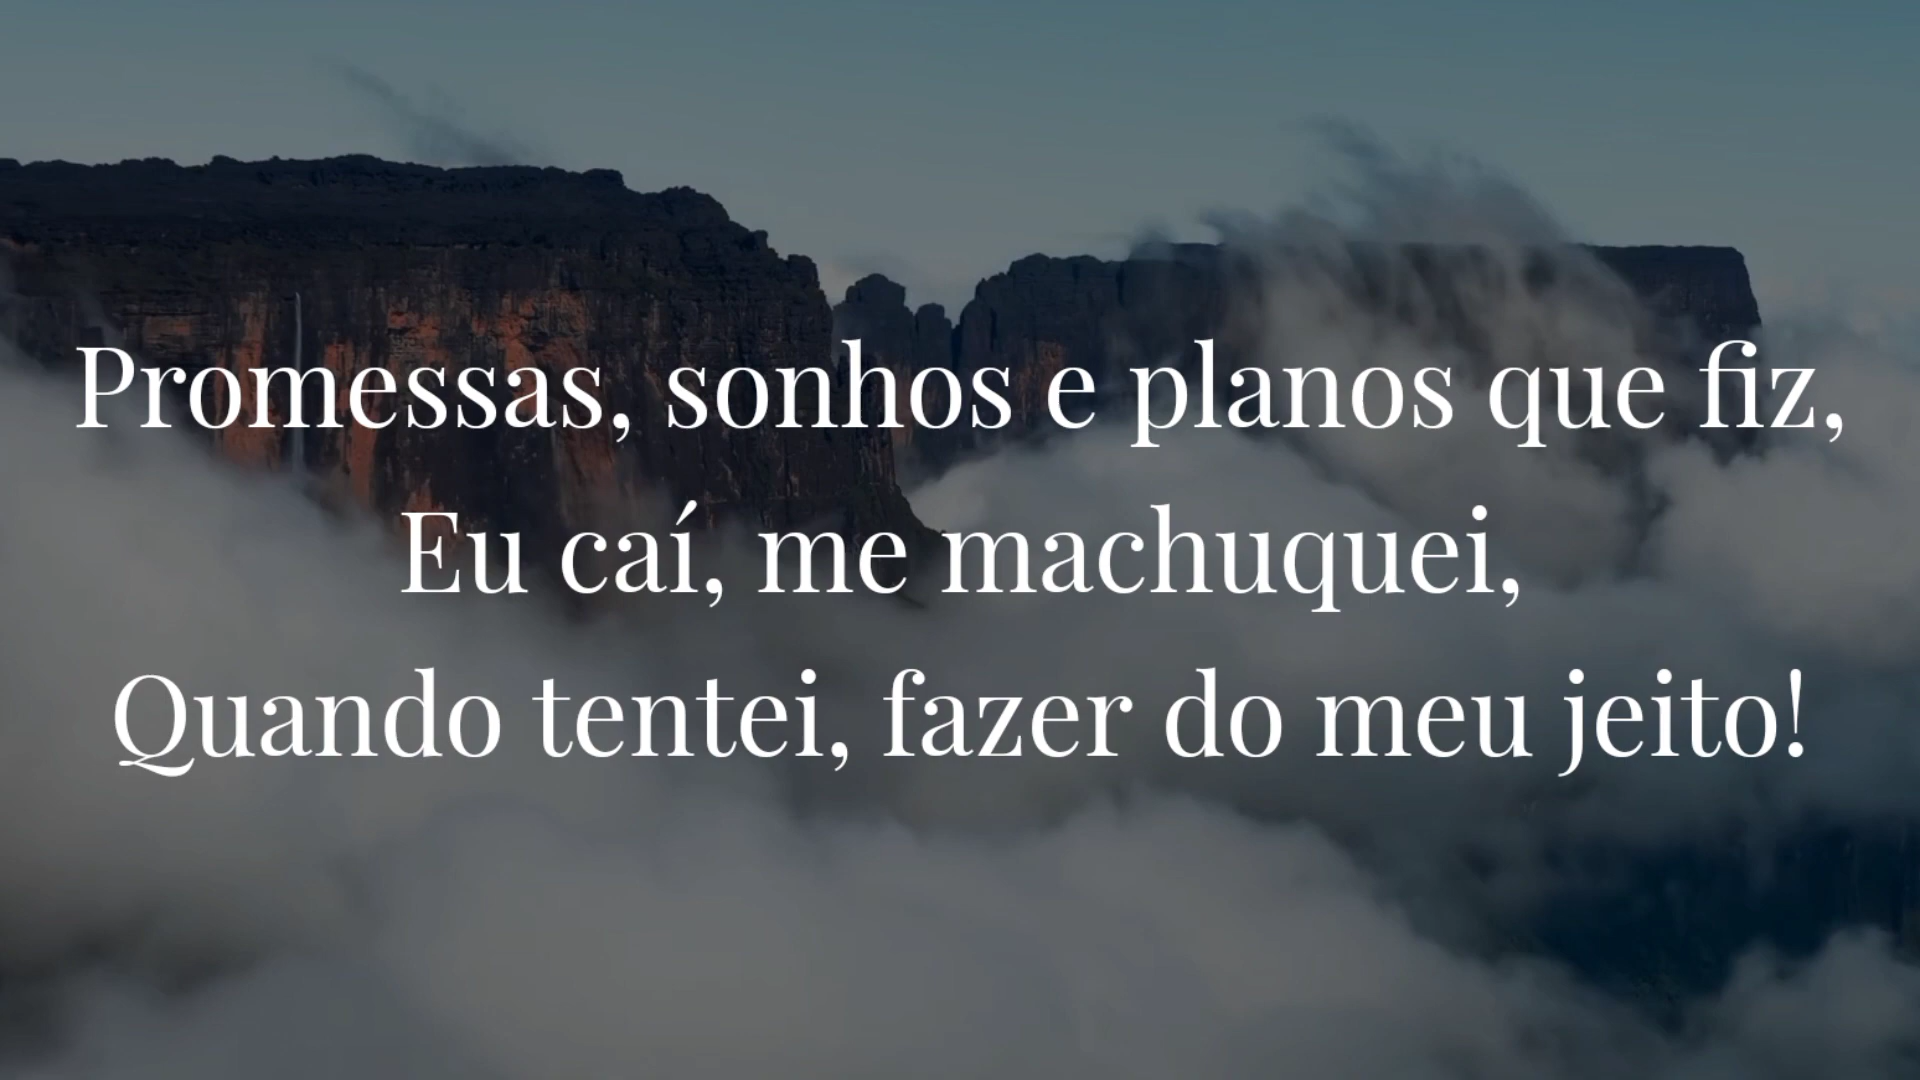 Promessas, sonhos e planos que fiz,
Eu caí, me machuquei,
Quando tentei, fazer do meu jeito!